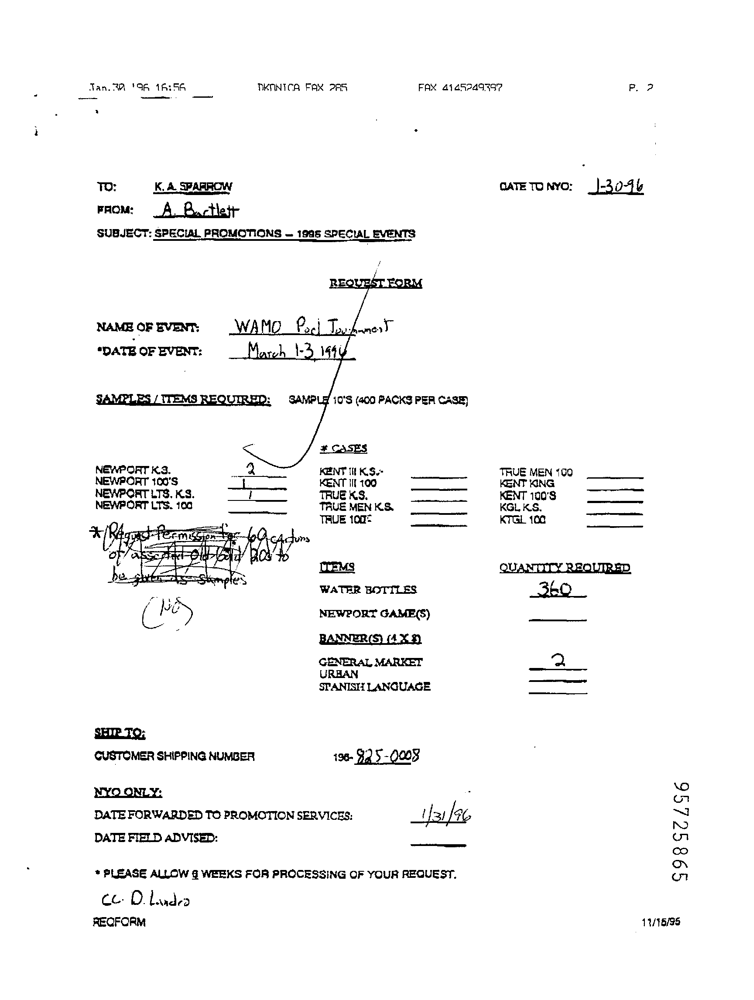 Jan.30 '96 16:56 DKONICA FAX 265 FAX 4145249397 P. 2
TO: K. A. SPARROW DATE TO NYO: 1-30-96
FROM: A. Bartlett
SUBJECT: SPECIAL PROMOTIONS – 1996 SPECIAL EVENTS
REQUEST FORM
NAME OF EVENT: WAMO Pool Tournament
*DATE OF EVENT: March 1-3 1996
SAMPLES / ITEMS REQUIRED: SAMPLE 10'S (400 PACKS PER CASE)
# CASES
NEWPORT K.S. 2 KENT III K.S. TRUE MEN 100
NEWPORT 100'S 1 KENT III 100 KENT KING
NEWPORT LTS. K.S. 1 TRUE K.S. KENT 100'S
NEWPORT LTS. 100 TRUE MEN K.S. KGL K.S.
TRUE 100'S KTGL 100
* (Request Permission for 60 cartons
of assorted Old Gold 20s to
be given as samples
(NO)
ITEMS QUANTITY REQUIRED
WATER BOTTLES 360
NEWPORT GAME(S)
BANNER(S) (4 X 8)
GENERAL MARKET 2
URBAN
SPANISH LANGUAGE
SHIP TO:
CUSTOMER SHIPPING NUMBER 196- 825-0008
NYO ONLY:
DATE FORWARDED TO PROMOTION SERVICES: 1/31/96
DATE FIELD ADVISED:
* PLEASE ALLOW 9 WEEKS FOR PROCESSING OF YOUR REQUEST.
CC. D. Landro
REQFORM 11/15/95
95725865